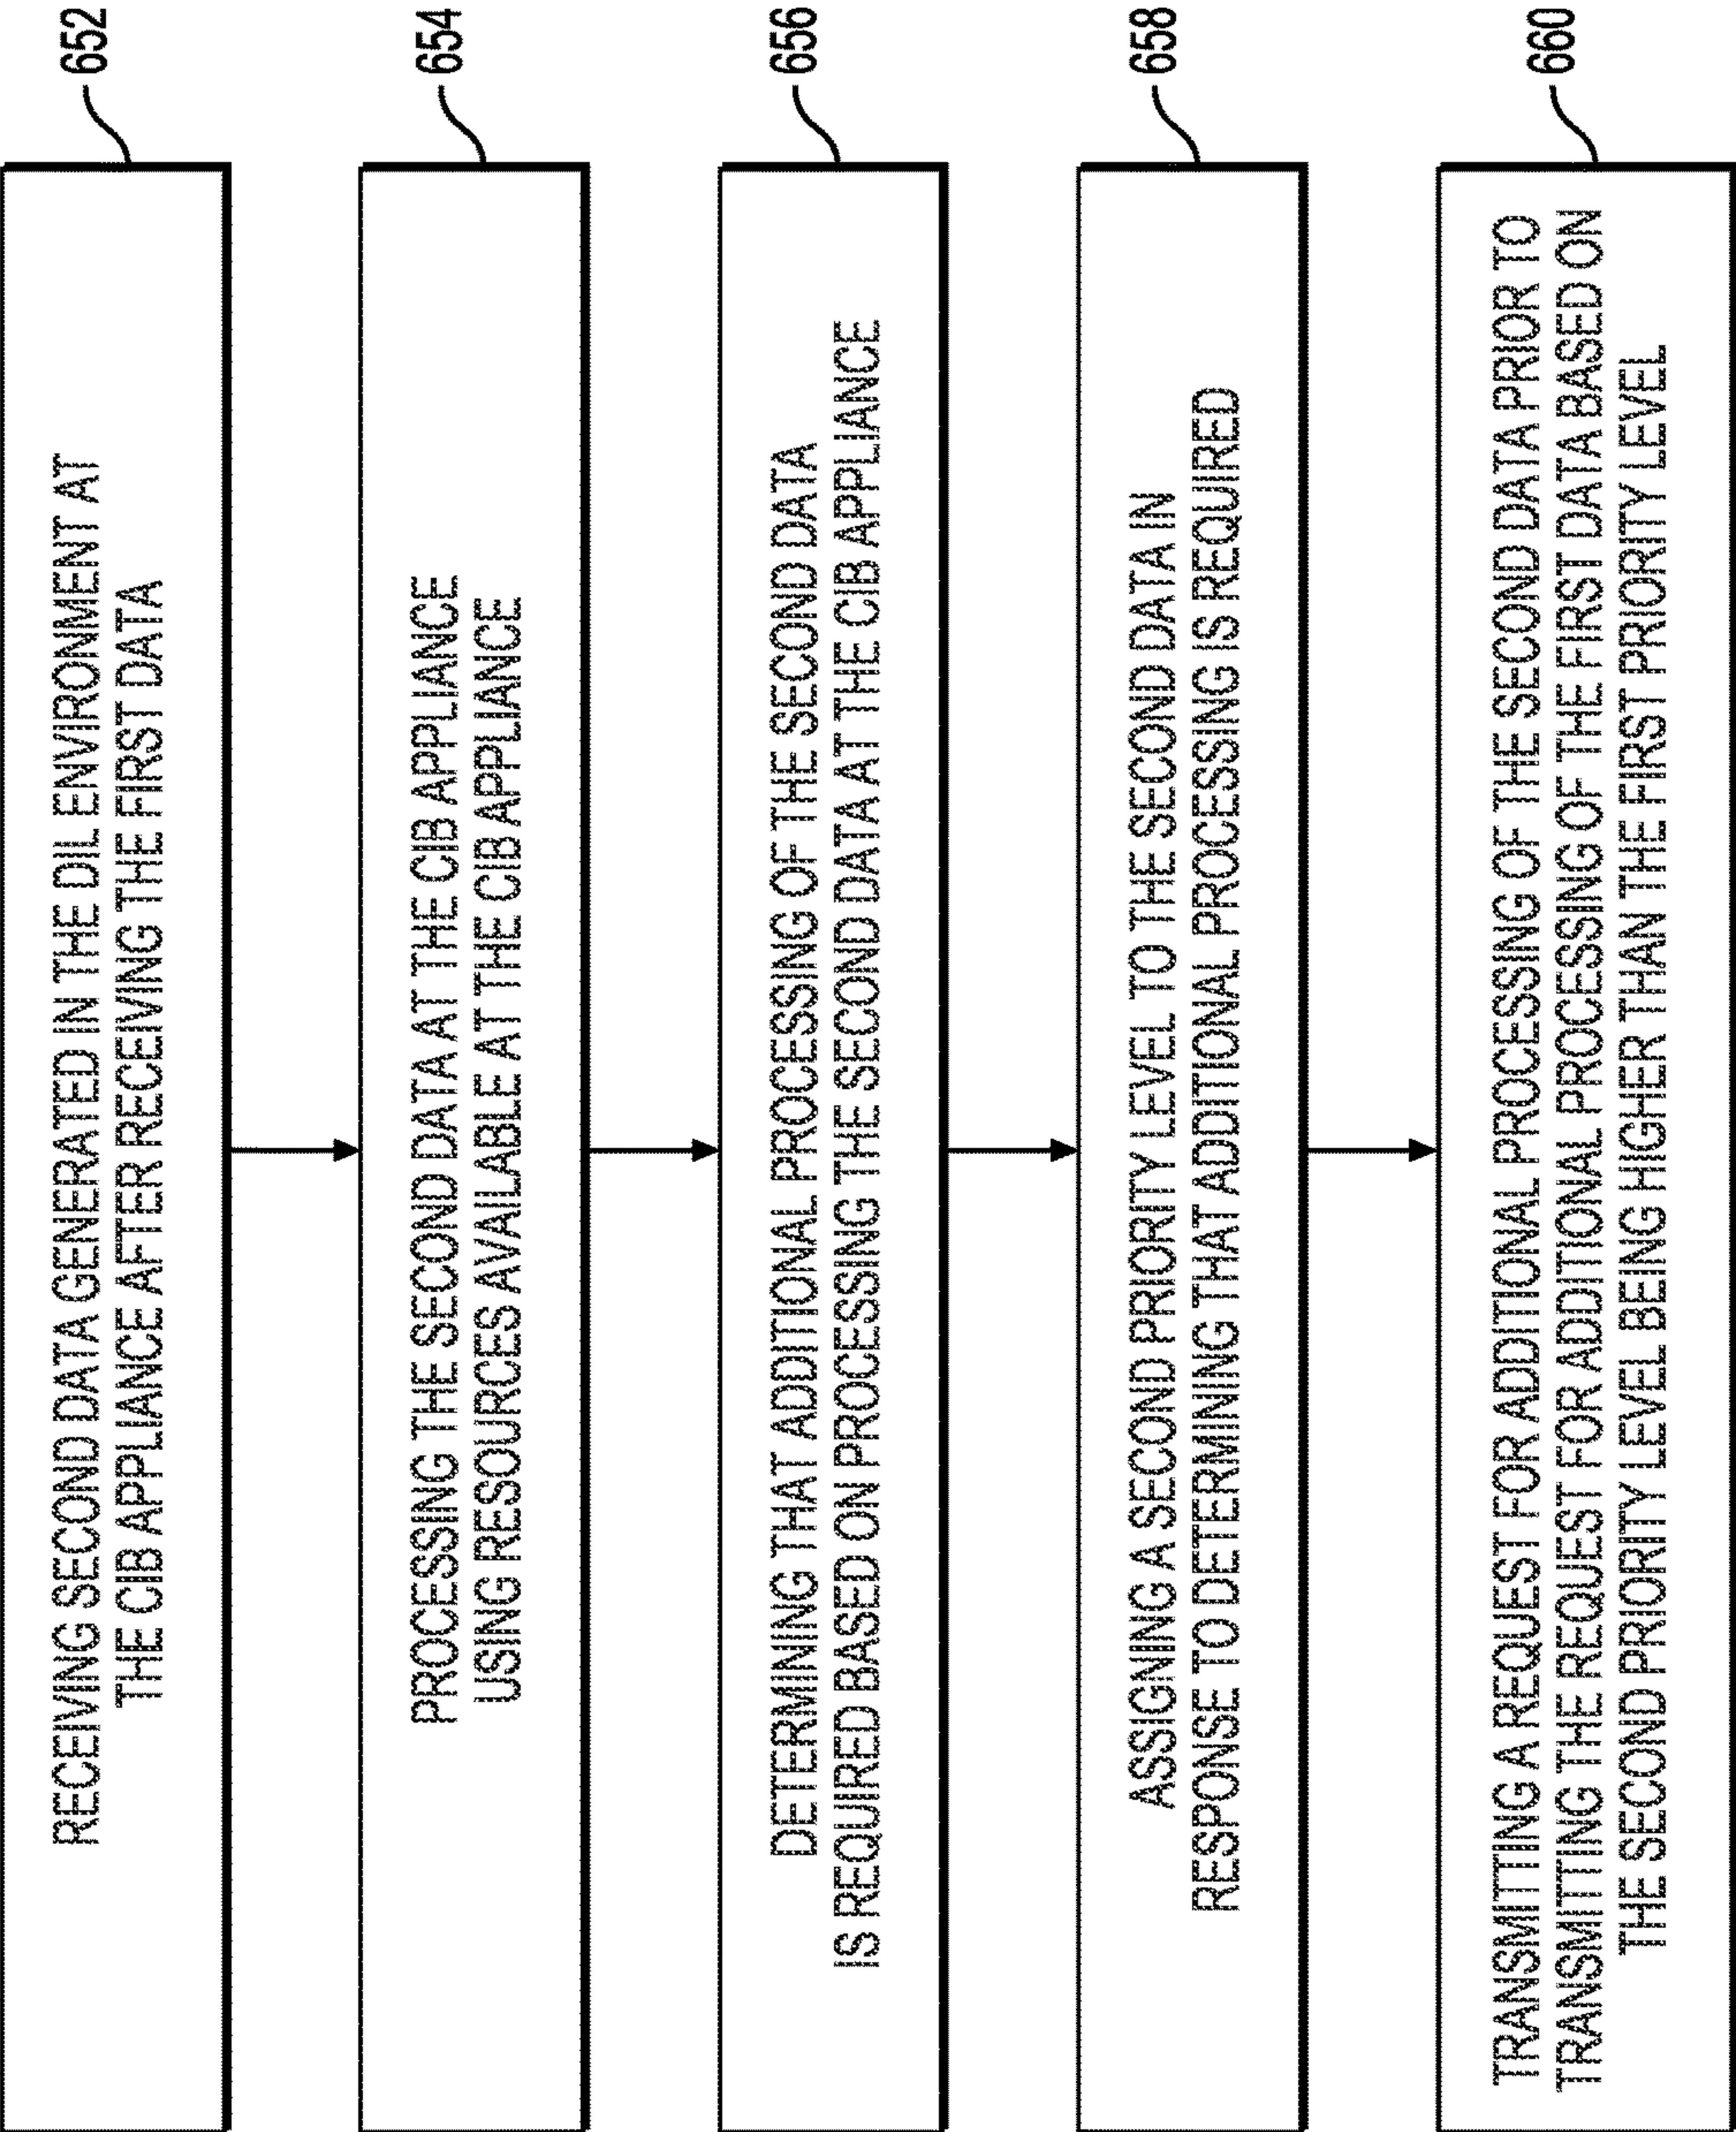 RECEIVING SECOND DATA GENERATED IN THE DIL ENVIRONMENT AT
THE CIB APPLIANCE AFTER RECEIVING THE FIRST DATA
652
PROCESSING THE SECOND DATA AT THE CIB APPLIANCE
USING RESOURCES AVAILABLE AT THE CIB APPLIANCE
654
DETERMINING THAT ADDITIONAL PROCESSING OF THE SECOND DATA
IS REQUIRED BASED ON PROCESSING THE SECOND DATA AT THE CIB APPLIANCE
656
ASSIGNING A SECOND PRIORITY LEVEL TO THE SECOND DATA IN
RESPONSE TO DETERMINING THAT ADDITIONAL PROCESSING IS REQUIRED
658
TRANSMITTING A REQUEST FOR ADDITIONAL PROCESSING OF THE SECOND DATA PRIOR TO
TRANSMITTING THE REQUEST FOR ADDITIONAL PROCESSING OF THE FIRST DATA BASED ON
THE SECOND PRIORITY LEVEL BEING HIGHER THAN THE FIRST PRIORITY LEVEL
660